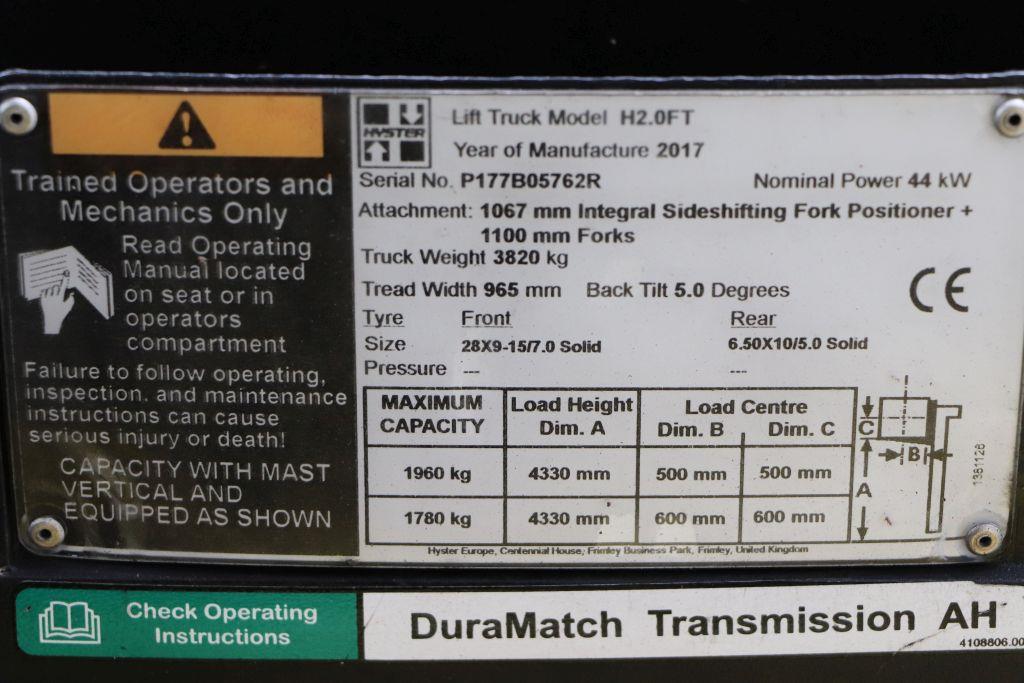 Trained Operators and
Mechanics Only
Read Operating
Manual located
on seat or in
operators
compartment
Failure to follow operating,
inspection. and maintenance
instructions can cause
serious injury or death!
CAPACITY WITH MAST
VERTICAL AND
EQUIPPED AS SHOWN
HYSTER
Lift Truck Model H2.0FT
Year of Manufacture 2017
Serial No. P177B05762R Nominal Power 44 kW
Attachment: 1067 mm Integral Sideshifting Fork Positioner +
1100 mm Forks
Truck Weight 3820 kg
Tread Width 965 mm Back Tilt 5.0 Degrees
CE
Tyre Front Rear
Size 28X9-15/7.0 Solid 6.50X10/5.0 Solid
Pressure --- ---
MAXIMUM CAPACITY Load Height Dim. A Load Centre Dim. B Dim. C
1960 kg 4330 mm 500 mm 500 mm
1780 kg 4330 mm 600 mm 600 mm
C
B
A
1381128
Hyster Europe, Centennial House, Frimley Business Park, Frimley, United Kingdom
Check Operating
Instructions
DuraMatch Transmission AH
4108806.00